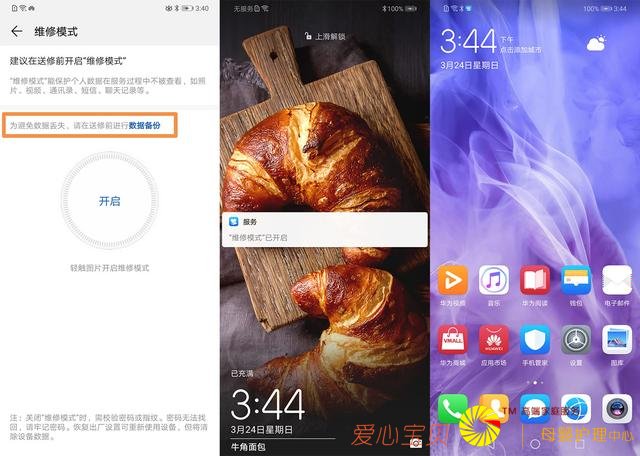 3:40
维修模式
建议在送修前开启“维修模式”
“维修模式”能保护个人数据在服务过程中不被查看，如照
片、视频、通讯录、短信、聊天记录等。
为避免数据丢失，请在送修前进行数据备份
开启
轻触图片开启维修模式
注：关闭“维修模式”时，需校验密码或指纹。密码无法找
回，请牢记密码。恢复出厂设置可重新使用设备，但将清
除设备数据。
无服务
100%
上滑解锁
服务
“维修模式”已开启
已充满
3:44
3月24日星期日
牛角面包
100% 3:44
3:44
下午
点击添加城市
3月24日星期日
华为视频
音乐
华为阅读
钱包
电子邮件
VMALL
HUAWEI
华为商城
应用市场
手机管家
设置
图库
爱心宝贝
TM 高端家庭服务
母婴护理中心